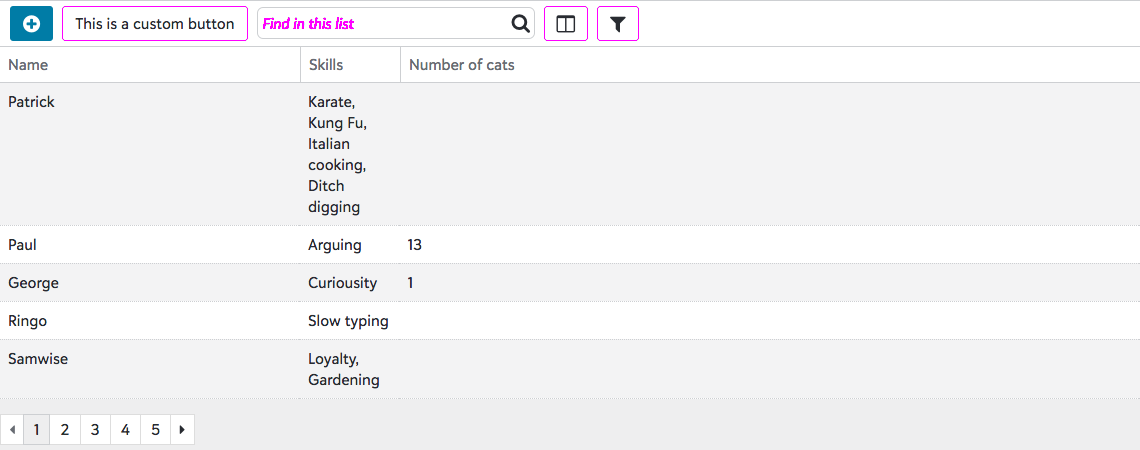 This is a custom button
Find in this list
Name Skills Number of cats
Patrick Karate,
Kung Fu,
Italian
cooking,
Ditch
digging
Paul Arguing 13
George Curiousity 1
Ringo Slow typing
Samwise Loyalty,
Gardening
1 2 3 4 5